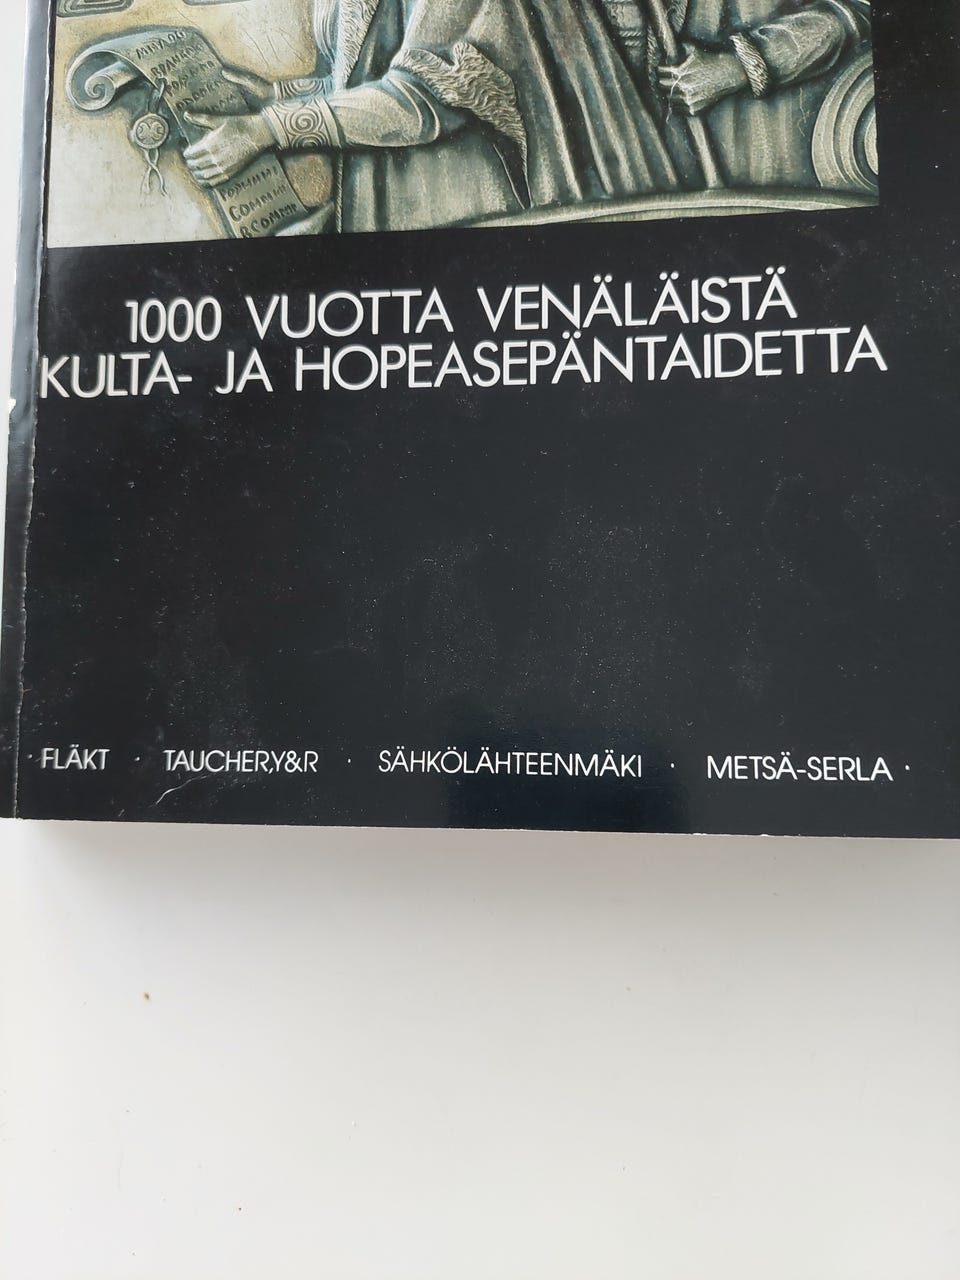 1000 VUOTTA VENÄLÄISTÄ
KULTA- JA HOPEASEPÄNTAIDETTA
· FLÄKT · TAUCHER,Y&R · SÄHKÖLÄHTEENMÄKI · METSÄ-SERLA ·